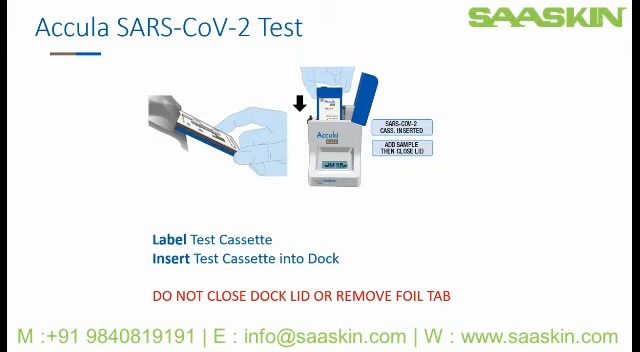 Accula SARS-CoV-2 Test
SAASKIN
Accula
SARS-COV-2
CASS. INSERTED
ADD SAMPLE
THEN CLOSE LID
Label Test Cassette
Insert Test Cassette into Dock
DO NOT CLOSE DOCK LID OR REMOVE FOIL TAB
M :+91 9840819191 | E : info@saaskin.com | W : www.saaskin.com